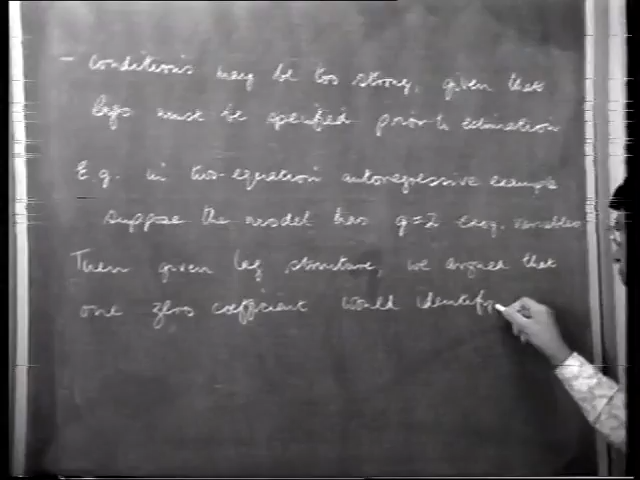 - conditions may be too strong, given that
lags must be specified prior to estimation
E.g. in two-equation autoregressive example
suppose the model has g=2 exog. variables
Then given lag structure, we argued that
one zero coefficient would identify